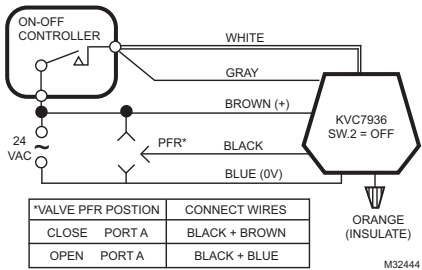 ON-OFF
CONTROLLER
WHITE
GRAY
BROWN (+)
KVC7936
SW.2 = OFF
24
VAC
~
PFR*
BLACK
BLUE (0V)
*VALVE PFR POSTION CONNECT WIRES
CLOSE PORT A BLACK + BROWN
OPEN PORT A BLACK + BLUE
ORANGE
(INSULATE)
M32444